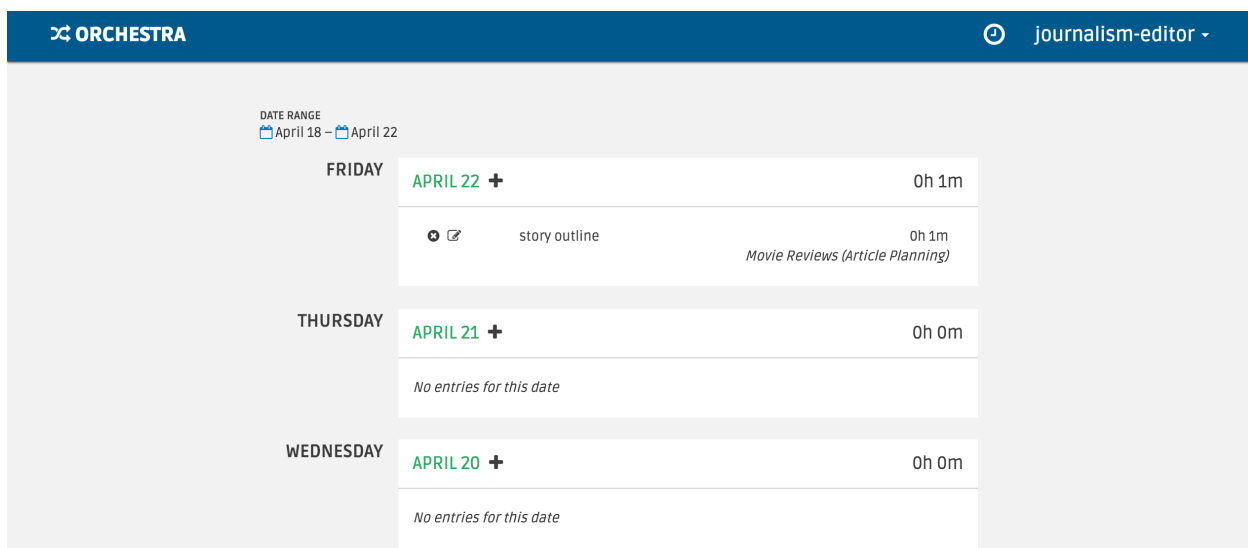 ORCHESTRA
journalism-editor
DATE RANGE
April 18 – April 22
FRIDAY
APRIL 22
0h 1m
story outline
0h 1m
Movie Reviews (Article Planning)
THURSDAY
APRIL 21
0h 0m
No entries for this date
WEDNESDAY
APRIL 20
0h 0m
No entries for this date